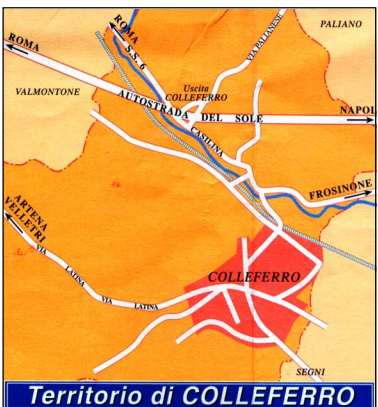 ROMA
S.S. 6
PALIANO
ROMA
VIA PALIANESE
VALMONTONE
Uscita
COLLEFERRO
AUTOSTRADA DEL SOLE
NAPOL
CASILINA
FROSINONE
ARTENA
VELLETRI
VIA LATINA
VIA LATINA
COLLEFERRO
SEGNI
Territorio di COLLEFERRO